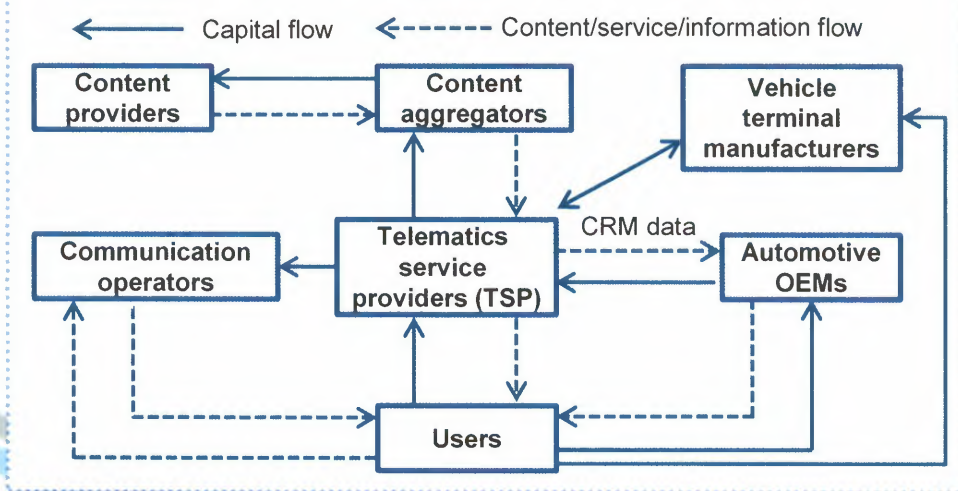 Capital flow
Content/service/information flow
Content
providers
Content
aggregators
Vehicle
terminal
manufacturers
Communication
operators
Telematics
service
providers (TSP)
CRM data
Automotive
OEMs
Users